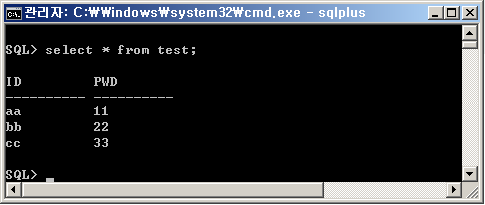 관리자: C:₩Windows₩system32₩cmd.exe - sqlplus
SQL> select * from test;
ID         PWD
---------- ----------
aa         11
bb         22
cc         33
SQL>